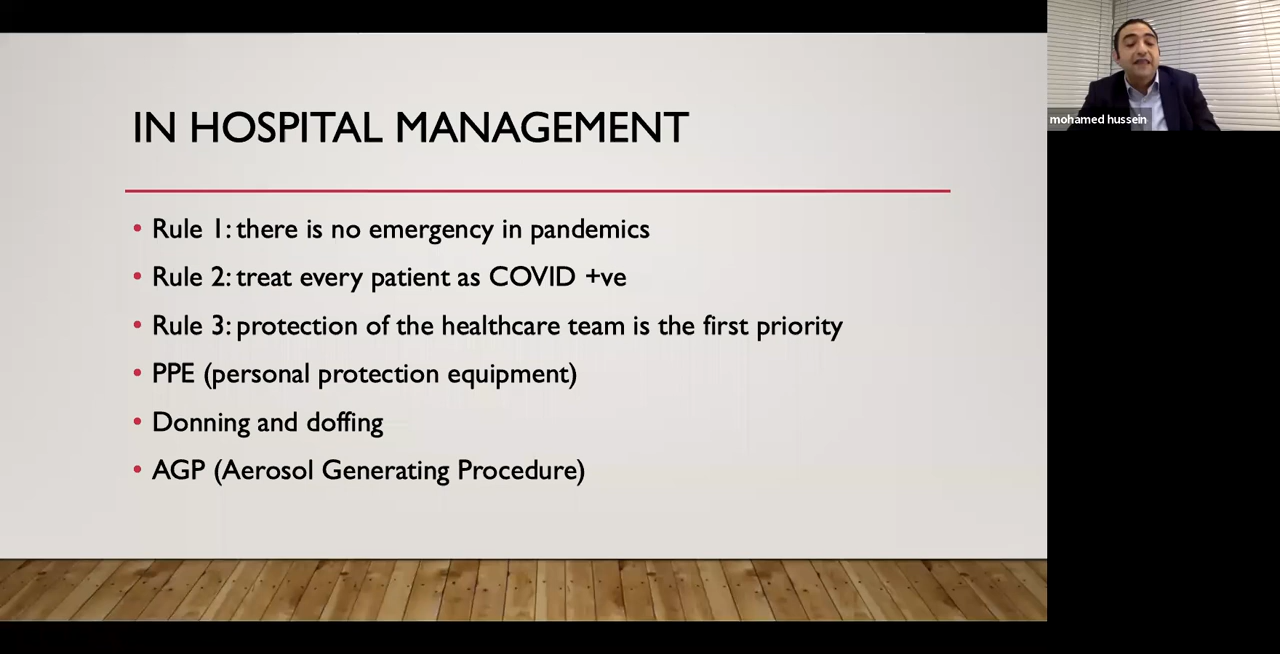 IN HOSPITAL MANAGEMENT
• Rule 1: there is no emergency in pandemics
• Rule 2: treat every patient as COVID +ve
• Rule 3: protection of the healthcare team is the first priority
• PPE (personal protection equipment)
• Donning and doffing
• AGP (Aerosol Generating Procedure)
mohamed hussein